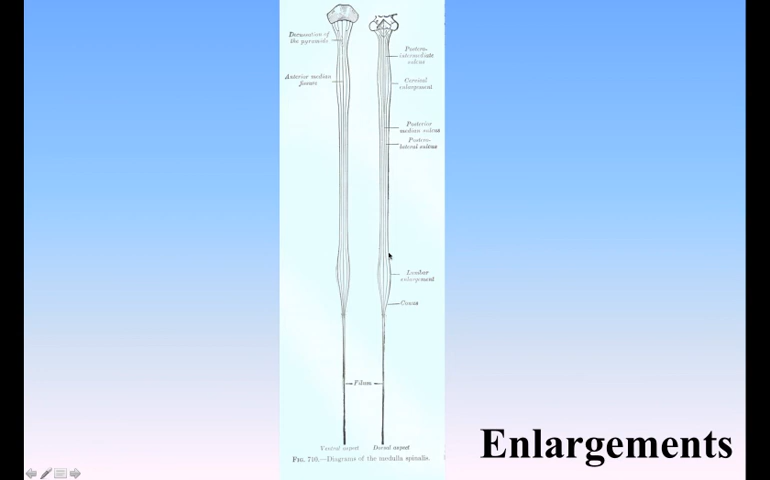 Decussation of
the pyramids
Anterior median
fissure
Postero-
intermediate
sulcus
Cervical
enlargement
Posterior
median sulcus
Postero-
lateral sulcus
Lumbar
enlargement
Conus
Filum
Ventral aspect
Dorsal aspect
FIG. 710.—Diagrams of the medulla spinalis.
Enlargements